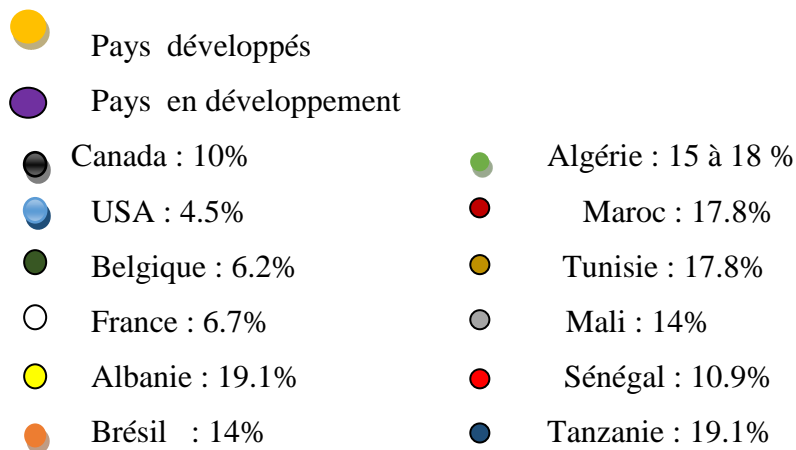 Pays développés
Pays en développement
Canada : 10%
Algérie : 15 à 18 %
USA : 4.5%
Maroc : 17.8%
Belgique : 6.2%
Tunisie : 17.8%
France : 6.7%
Mali : 14%
Albanie : 19.1%
Sénégal : 10.9%
Brésil : 14%
Tanzanie : 19.1%